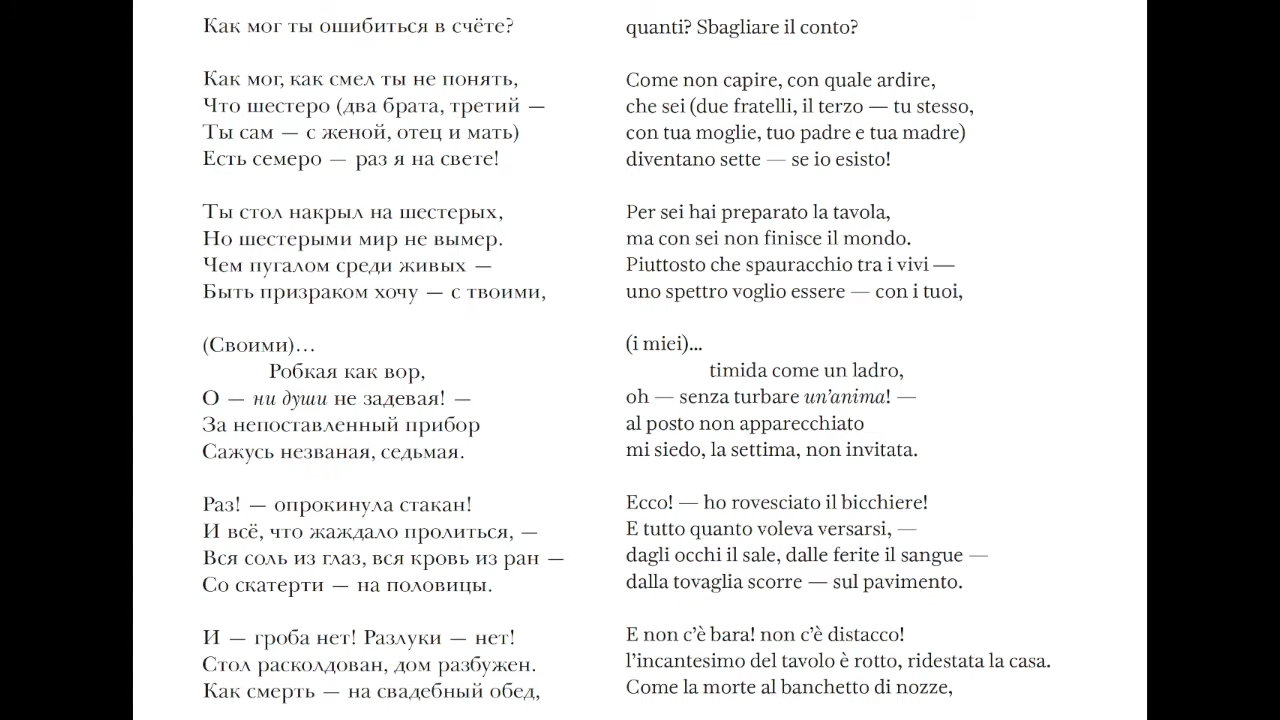 Как мог ты ошибиться в счёте?
Как мог, как смел ты не понять,
Что шестеро (два брата, третий —
Ты сам — с женой, отец и мать)
Есть семеро — раз я на свете!
Ты стол накрыл на шестерых,
Но шестерыми мир не вымер.
Чем пугалом среди живых —
Быть призраком хочу — с твоими,
(Своими)…
Робкая как вор,
О — ни души не задевая! —
За непоставленный прибор
Сажусь незваная, седьмая.
Раз! — опрокинула стакан!
И всё, что жаждало пролиться, —
Вся соль из глаз, вся кровь из ран —
Со скатерти — на половицы.
И — гроба нет! Разлуки — нет!
Стол расколдован, дом разбужен.
Как смерть — на свадебный обед,
quanti? Sbagliare il conto?
Come non capire, con quale ardire,
che sei (due fratelli, il terzo — tu stesso,
con tua moglie, tuo padre e tua madre)
diventano sette — se io esisto!
Per sei hai preparato la tavola,
ma con sei non finisce il mondo.
Piuttosto che spauracchio tra i vivi —
uno spettro voglio essere — con i tuoi,
(i miei)...
timida come un ladro,
oh — senza turbare un'anima! —
al posto non apparecchiato
mi siedo, la settima, non invitata.
Ecco! — ho rovesciato il bicchiere!
E tutto quanto voleva versarsi, —
dagli occhi il sale, dalle ferite il sangue —
dalla tovaglia scorre — sul pavimento.
E non c'è bara! non c'è distacco!
l'incantesimo del tavolo è rotto, ridestata la casa.
Come la morte al banchetto di nozze,